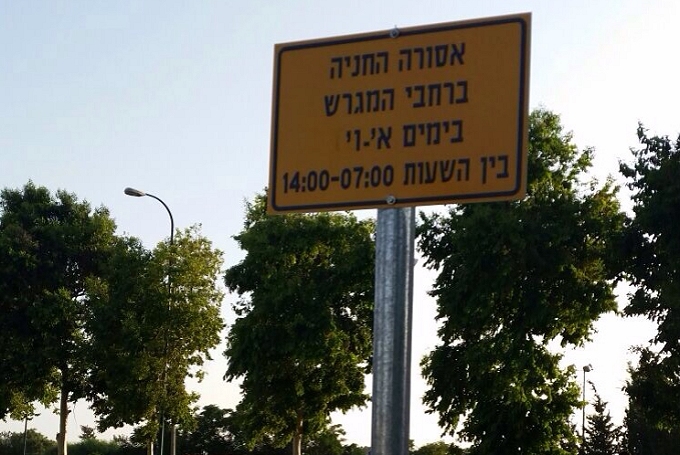 אסורה החניה
ברחבי המגרש
בימים א'-ו'
בין השעות 14:00-07:00